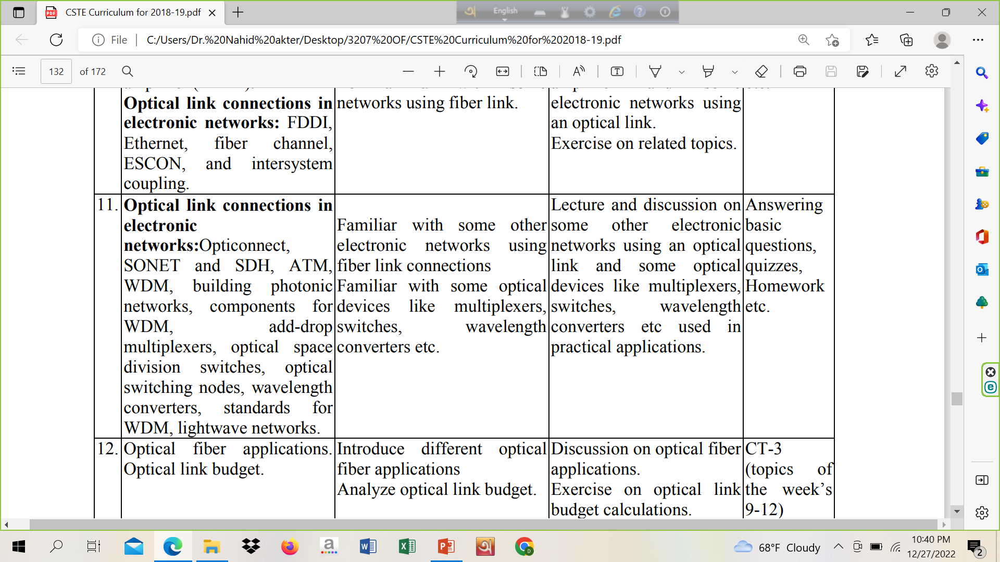 CSTE Curriculum for 2018-19.pdf
English
File
C:/Users/Dr.%20Nahid%20akter/Desktop/3207%20OF/CSTE%20Curriculum%20for%202018-19.pdf
132 of 172
Optical link connections in
electronic networks: FDDI,
Ethernet, fiber channel,
ESCON, and intersystem
coupling.
networks using fiber link.
electronic networks using
an optical link.
Exercise on related topics.
11.
Optical link connections in
electronic
networks:Opticonnect,
SONET and SDH, ATM,
WDM, building photonic
networks, components for
WDM, add-drop
multiplexers, optical space
division switches, optical
switching nodes, wavelength
converters, standards for
WDM, lightwave networks.
Familiar with some other
electronic networks using
fiber link connections
Familiar with some optical
devices like multiplexers,
switches, wavelength
converters etc.
Lecture and discussion on
some other electronic
networks using an optical
link and some optical
devices like multiplexers,
switches, wavelength
converters etc used in
practical applications.
Answering
basic
questions,
quizzes,
Homework
etc.
12.
Optical fiber applications.
Optical link budget.
Introduce different optical
fiber applications
Analyze optical link budget.
Discussion on optical fiber
applications.
Exercise on optical link
budget calculations.
CT-3
(topics of
the week’s
9-12)
68°F Cloudy
10:40 PM
12/27/2022
2